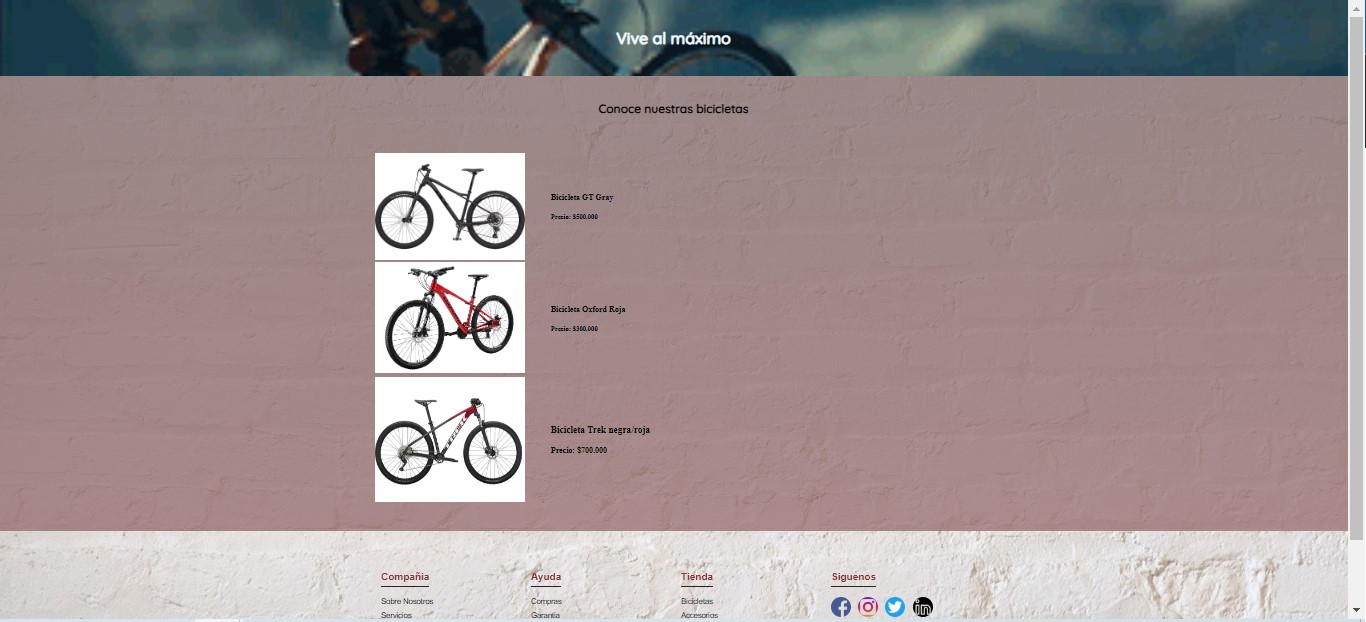 Vive al máximo
Conoce nuestras bicicletas
Bicicleta GT Gray
Precio: $500.000
Bicicleta Oxford Roja
Precio: $300.000
Bicicleta Trek negra/roja
Precio: $700.000
Compañia Ayuda Tienda Siguenos
Sobre Nosotros Compras Bicicletas
Servicios Garantia Accesorios